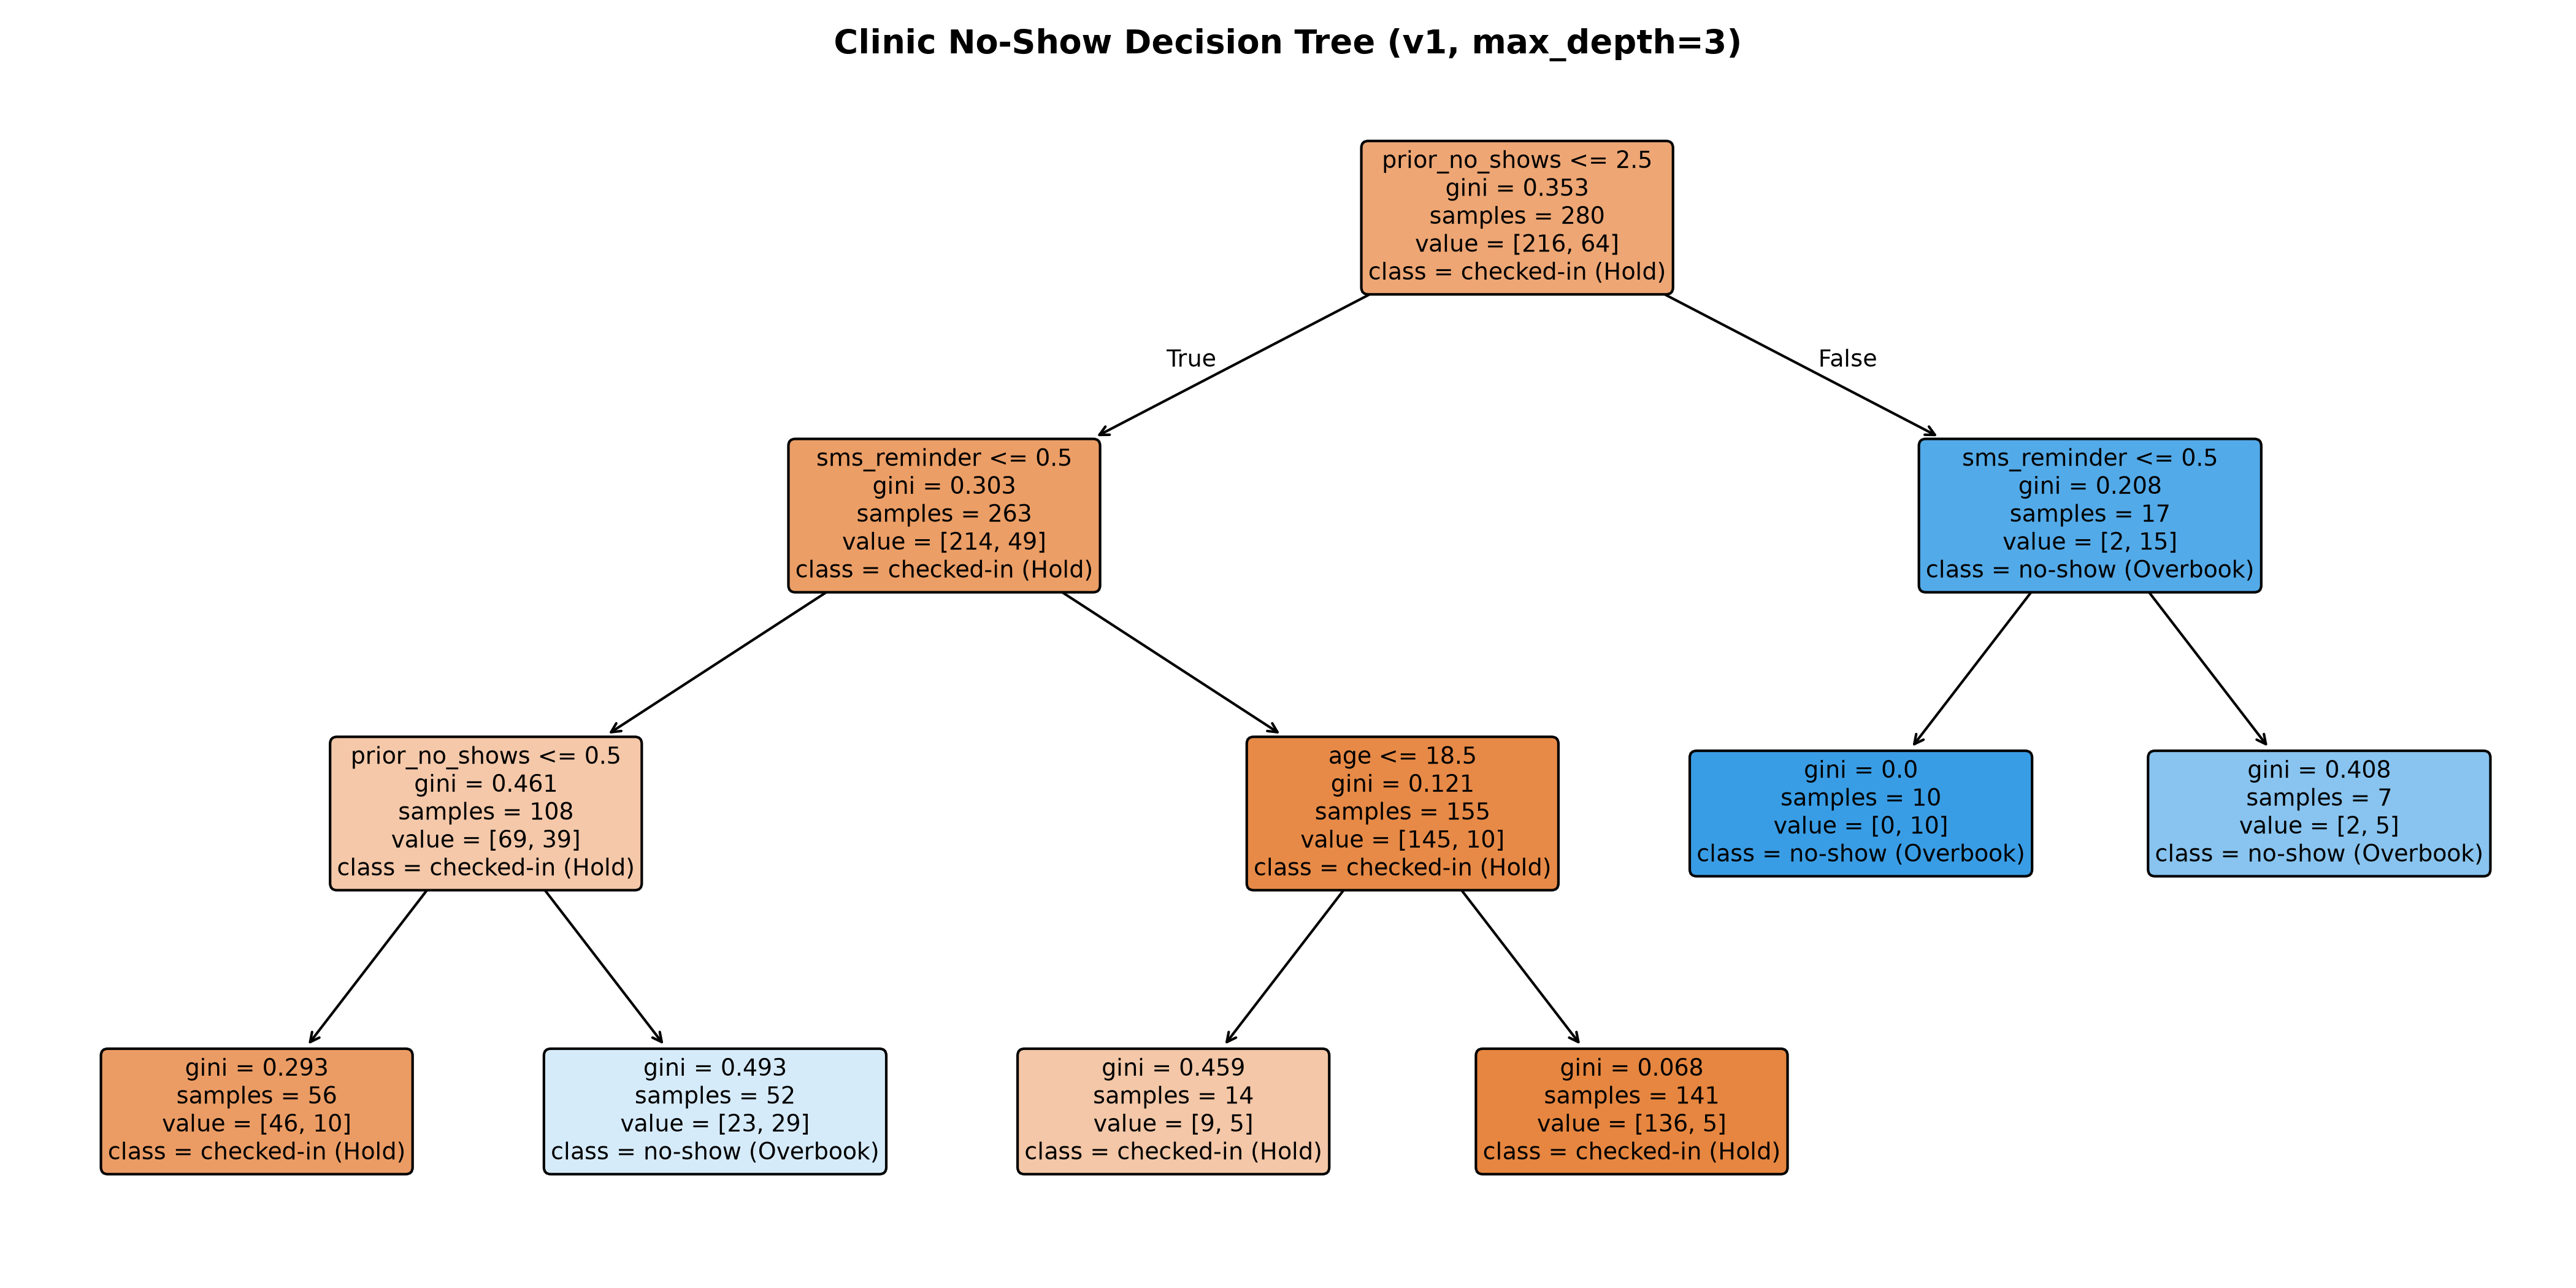 Clinic No-Show Decision Tree (v1, max_depth=3)
prior_no_shows <= 2.5
gini = 0.353
samples = 280
value = [216, 64]
class = checked-in (Hold)
True
False
sms_reminder <= 0.5
gini = 0.303
samples = 263
value = [214, 49]
class = checked-in (Hold)
sms_reminder <= 0.5
gini = 0.208
samples = 17
value = [2, 15]
class = no-show (Overbook)
prior_no_shows <= 0.5
gini = 0.461
samples = 108
value = [69, 39]
class = checked-in (Hold)
age <= 18.5
gini = 0.121
samples = 155
value = [145, 10]
class = checked-in (Hold)
gini = 0.0
samples = 10
value = [0, 10]
class = no-show (Overbook)
gini = 0.408
samples = 7
value = [2, 5]
class = no-show (Overbook)
gini = 0.293
samples = 56
value = [46, 10]
class = checked-in (Hold)
gini = 0.493
samples = 52
value = [23, 29]
class = no-show (Overbook)
gini = 0.459
samples = 14
value = [9, 5]
class = checked-in (Hold)
gini = 0.068
samples = 141
value = [136, 5]
class = checked-in (Hold)